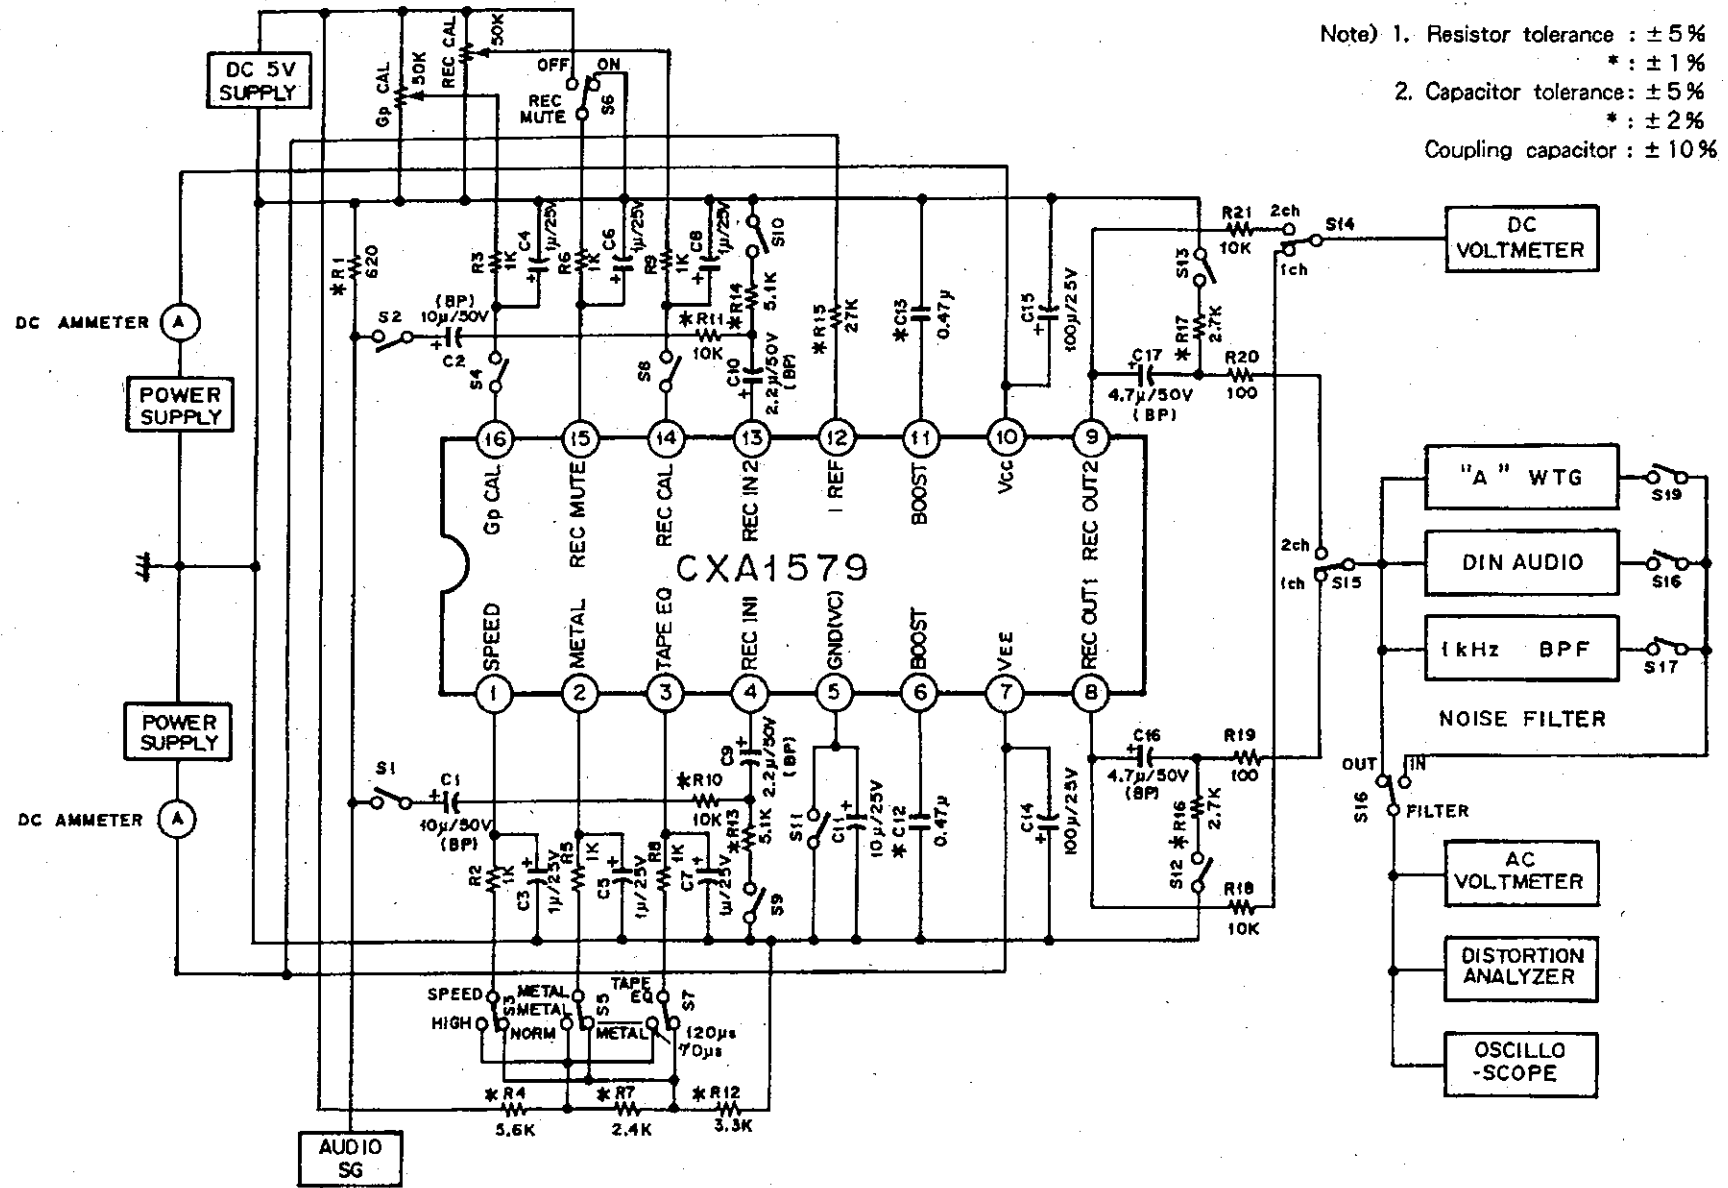 Note) 1. Resistor tolerance : ± 5%
* : ± 1%
2. Capacitor tolerance: ± 5%
* : ± 2%
Coupling capacitor : ± 10%
DC 5V
SUPPLY
Gp CAL
50K
REC CAL
50K
OFF
ON
REC
MUTE
S6
DC AMMETER
A
POWER
SUPPLY
POWER
SUPPLY
DC AMMETER
A
*R1
620
S2
(BP)
10μ/50V
+
C2
R3
1K
C4
1μ/25V
+
R6
1K
C6
1μ/25V
+
R9
1K
C8
1μ/25V
+
S10
*R14
5.1K
*R11
10K
S4
S8
C10
2.2μ/50V
(BP)
+
*R15
27K
*C13
0.47μ
C15
100μ/25V
+
R21
10K
2ch
1ch
S14
DC
VOLTMETER
S13
*R17
2.7K
C17
+
4.7μ/50V
(BP)
R20
100
16
15
14
13
12
11
10
9
Gp CAL
REC MUTE
REC CAL
REC IN2
I REF
BOOST
Vcc
REC OUT2
CXA1579
SPEED
METAL
TAPE EQ
REC IN1
GND(VC)
BOOST
VEE
REC OUT1
1
2
3
4
5
6
7
8
2ch
1ch
S15
"A" WTG
S19
DIN AUDIO
S16
1kHz BPF
S17
NOISE FILTER
OUT
IN
S16
FILTER
AC
VOLTMETER
DISTORTION
ANALYZER
OSCILLO
-SCOPE
S1
+
C1
10μ/50V
(BP)
*R10
10K
C9
2.2μ/50V
(BP)
+
*R13
5.1K
S9
R2
1K
C3
1μ/25V
+
R5
1K
C5
1μ/25V
+
R8
1K
C7
1μ/25V
+
S11
C11
10μ/25V
+
*C12
0.47μ
C14
100μ/25V
+
C16
+
4.7μ/50V
(BP)
R19
100
*R16
2.7K
S12
R18
10K
SPEED
HIGH
S3
NORM
METAL
METAL
S5
METAL
TAPE
EQ
S7
120μs
70μs
*R4
5.6K
*R7
2.4K
*R12
3.3K
AUDIO
SG